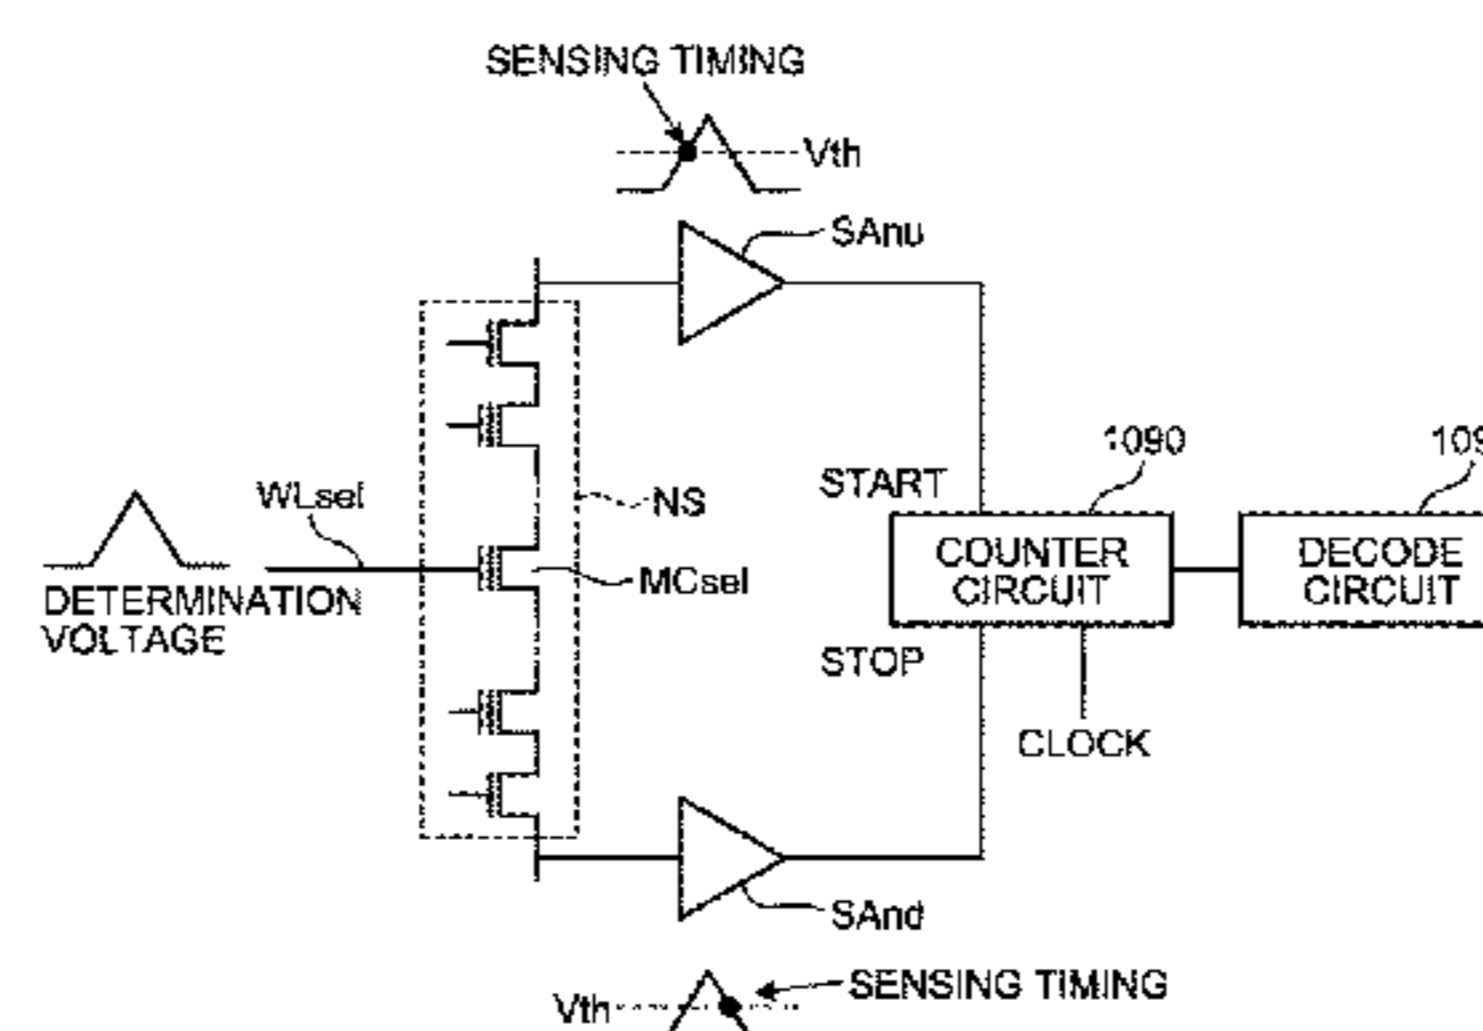 SENSING TIMING
Vth
SAnu
1090
109
WLsel
START
NS
COUNTER
CIRCUIT
DECODE
CIRCUIT
MCsel
DETERMINATION
VOLTAGE
STOP
CLOCK
SAnd
SENSING TIMING
Vth